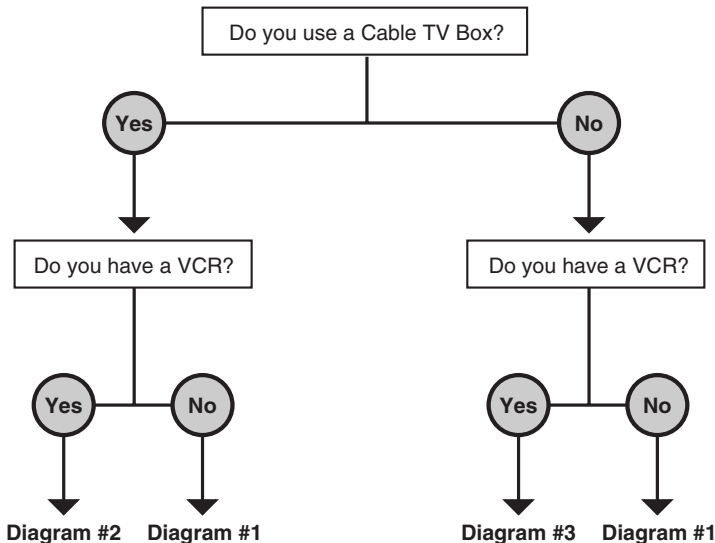 Do you use a Cable TV Box?
Yes
No
Do you have a VCR?
Do you have a VCR?
Yes
No
Yes
No
Diagram #2
Diagram #1
Diagram #3
Diagram #1